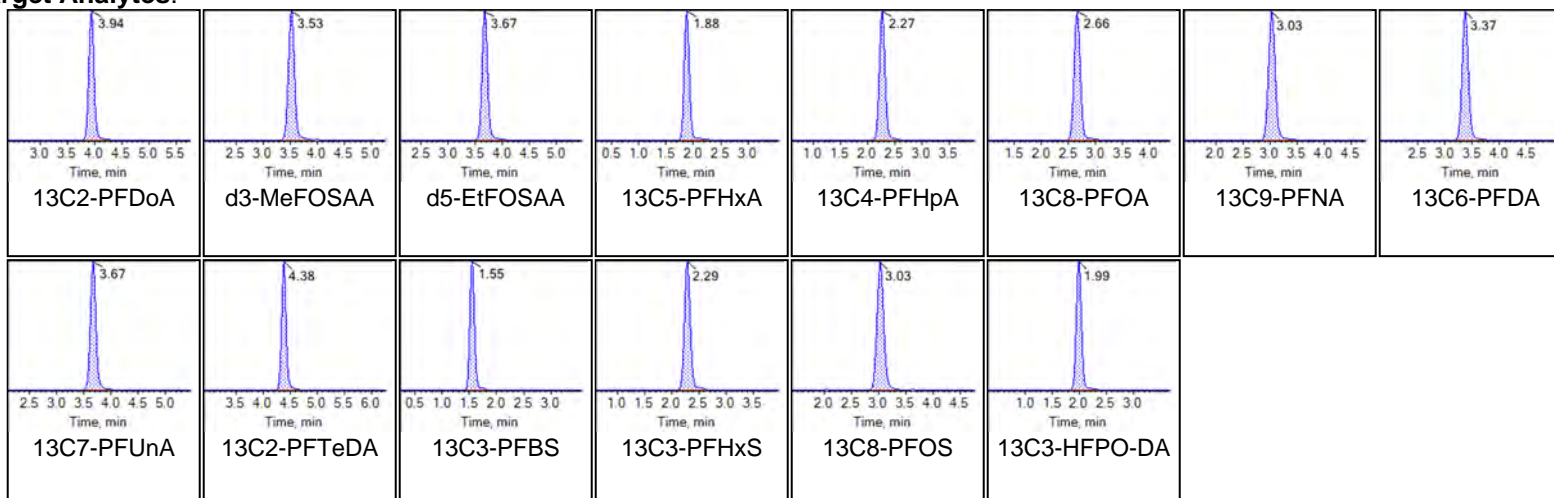 Analytes:
3.94 3.53 3.67 1.88 2.27 2.66 3.03 3.37
3.0 3.5 4.0 4.5 5.0 5.5 2.5 3.0 3.5 4.0 4.5 5.0 2.5 3.0 3.5 4.0 4.5 5.0 0.5 1.0 1.5 2.0 2.5 3.0 1.0 1.5 2.0 2.5 3.0 3.5 1.5 2.0 2.5 3.0 3.5 4.0 2.0 2.5 3.0 3.5 4.0 4.5 2.5 3.0 3.5 4.0 4.5
Time, min Time, min Time, min Time, min Time, min Time, min Time, min Time, min
13C2-PFDoA d3-MeFOSAA d5-EtFOSAA 13C5-PFHxA 13C4-PFHpA 13C8-PFOA 13C9-PFNA 13C6-PFDA
3.67 4.38 1.55 2.29 3.03 1.99
2.5 3.0 3.5 4.0 4.5 5.0 3.5 4.0 4.5 5.0 5.5 6.0 0.5 1.0 1.5 2.0 2.5 3.0 1.0 1.5 2.0 2.5 3.0 3.5 2.0 2.5 3.0 3.5 4.0 4.5 1.0 1.5 2.0 2.5 3.0
Time, min Time, min Time, min Time, min Time, min Time, min
13C7-PFUnA 13C2-PFTeDA 13C3-PFBS 13C3-PFHxS 13C8-PFOS 13C3-HFPO-DA